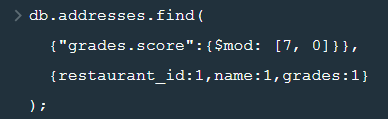 > db.addresses.find(
{"grades.score":{$mod: [7, 0]}},
{restaurant_id:1,name:1,grades:1}
);